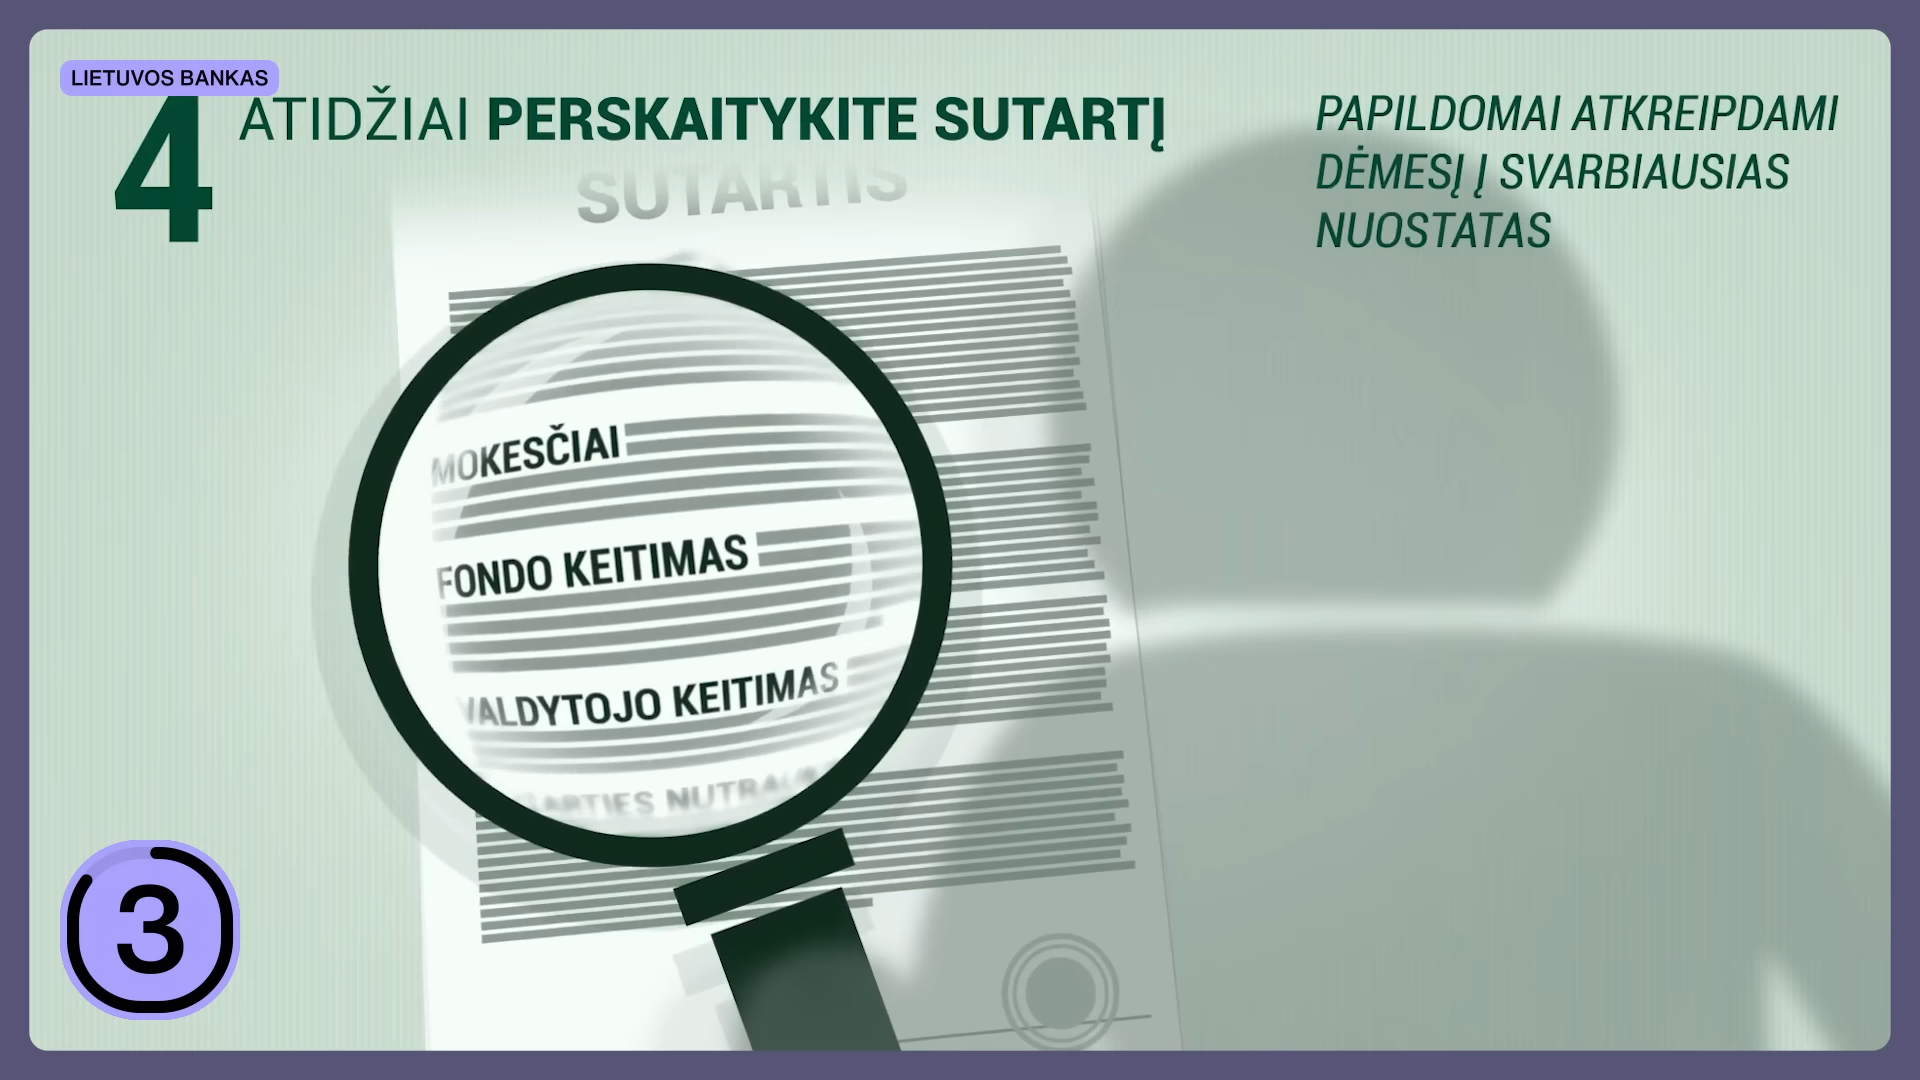 LIETUVOS BANKAS
4 ATIDŽIAI PERSKAITYKITE SUTARTĮ
PAPILDOMAI ATKREIPDAMI
DĖMESĮ Į SVARBIAUSIAS
NUOSTATAS
SUTARTIS
MOKESČIAI
FONDO KEITIMAS
VALDYTOJO KEITIMAS
3